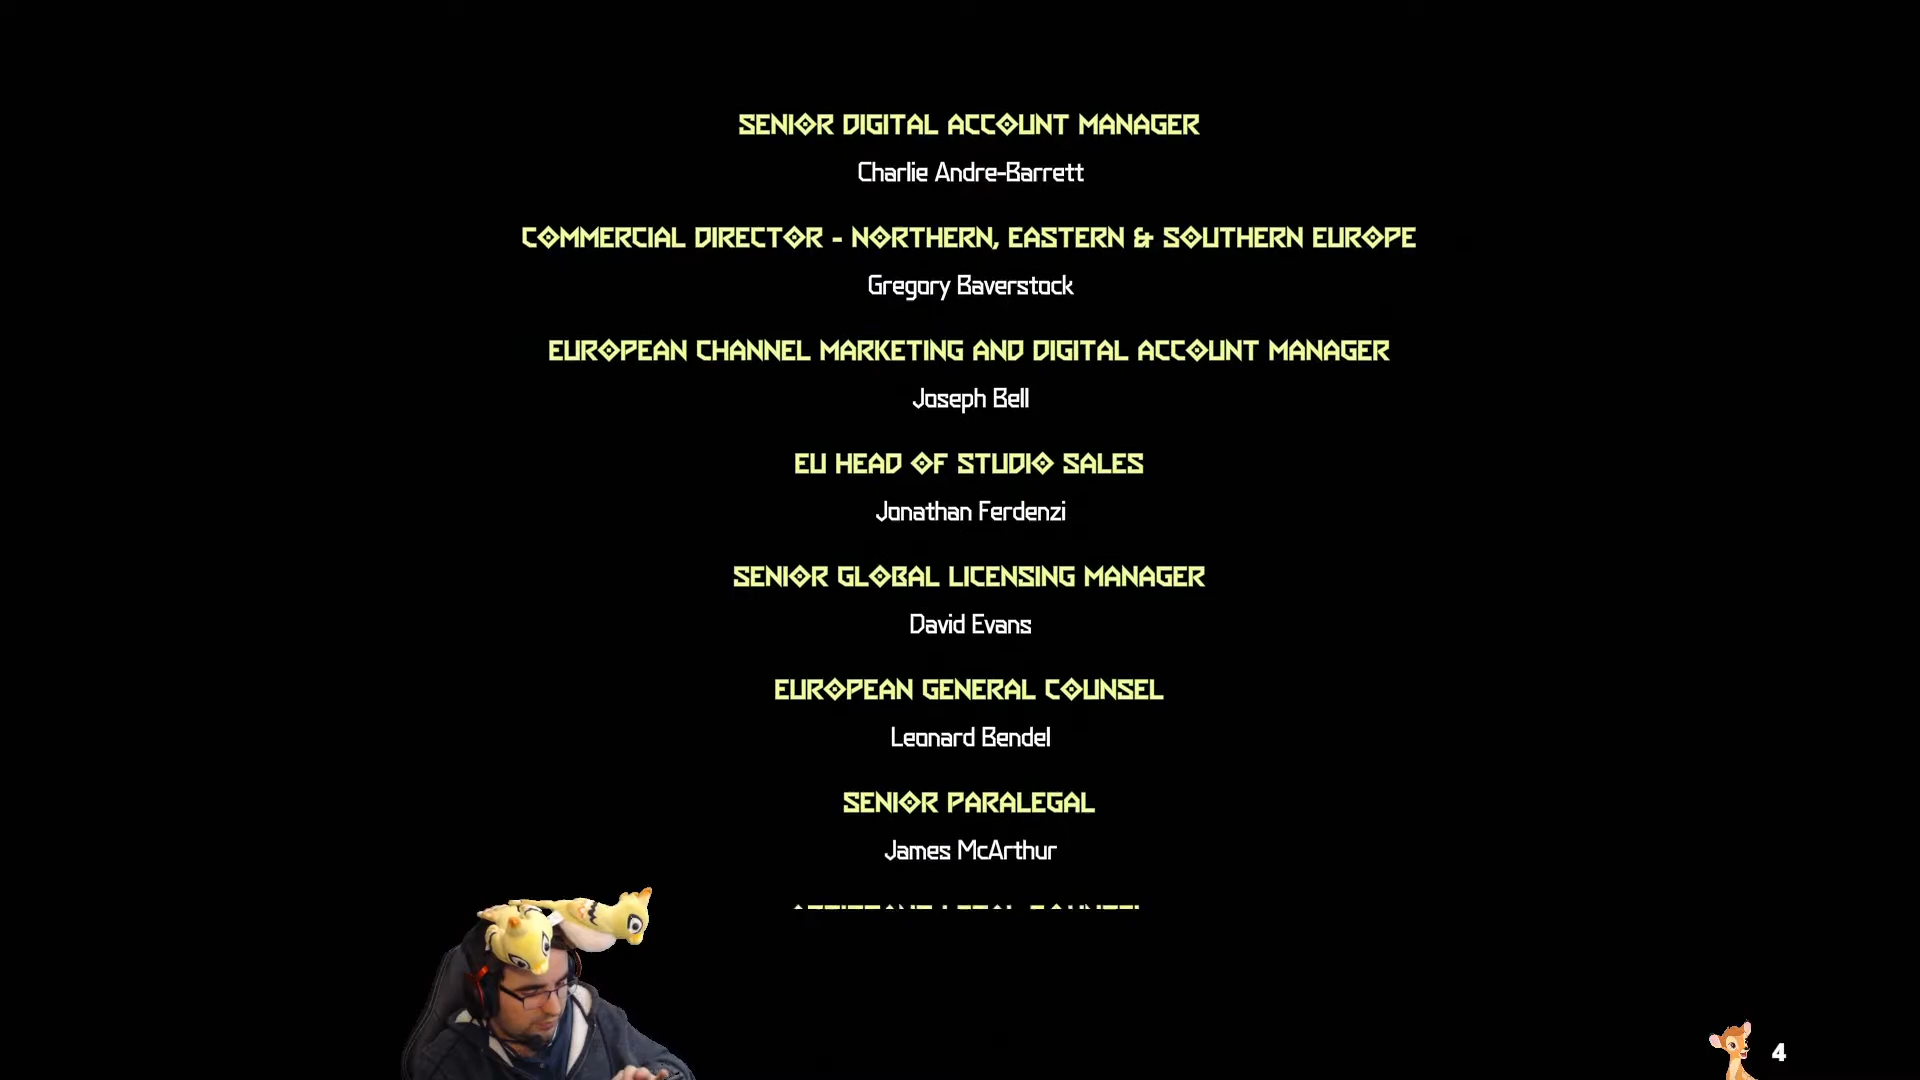 SENIOR DIGITAL ACCOUNT MANAGER
Charlie Andre-Barrett
COMMERCIAL DIRECTOR - NORTHERN, EASTERN & SOUTHERN EUROPE
Gregory Baverstock
EUROPEAN CHANNEL MARKETING AND DIGITAL ACCOUNT MANAGER
Joseph Bell
EU HEAD OF STUDIO SALES
Jonathan Ferdenzi
SENIOR GLOBAL LICENSING MANAGER
David Evans
EUROPEAN GENERAL COUNSEL
Leonard Bendel
SENIOR PARALEGAL
James McArthur
4